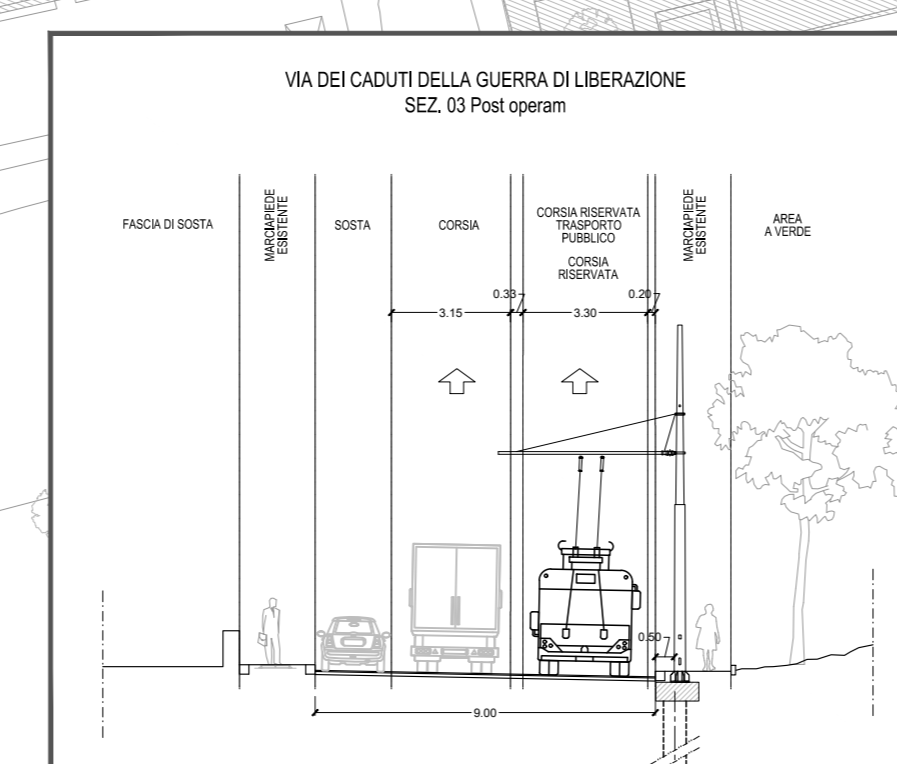 VIA DEI CADUTI DELLA GUERRA DI LIBERAZIONE
SEZ. 03 Post operam
FASCIA DI SOSTA
MARCIAPIEDE
ESISTENTE
SOSTA
CORSIA
CORSIA RISERVATA
TRASPORTO
PUBBLICO
CORSIA
RISERVATA
MARCIAPIEDE
ESISTENTE
AREA
A VERDE
3.15
0.33
3.30
0.20
0.50
9.00